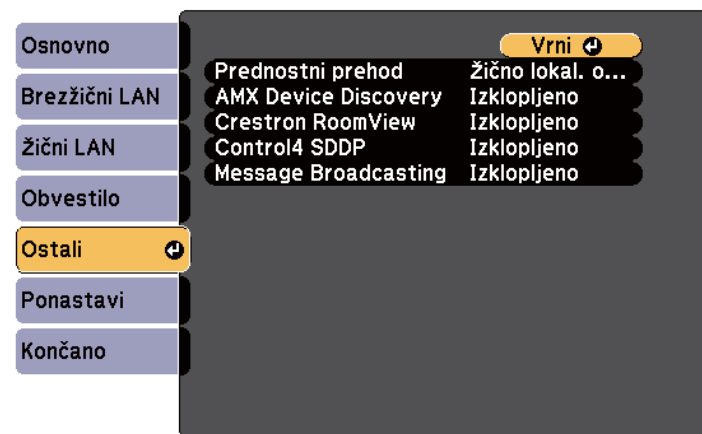 Osnovno
Brezžični LAN
Žični LAN
Obvestilo
Ostali
Ponastavi
Končano
Vrni
Prednostni prehod Žično lokal. o...
AMX Device Discovery Izklopljeno
Crestron RoomView Izklopljeno
Control4 SDDP Izklopljeno
Message Broadcasting Izklopljeno